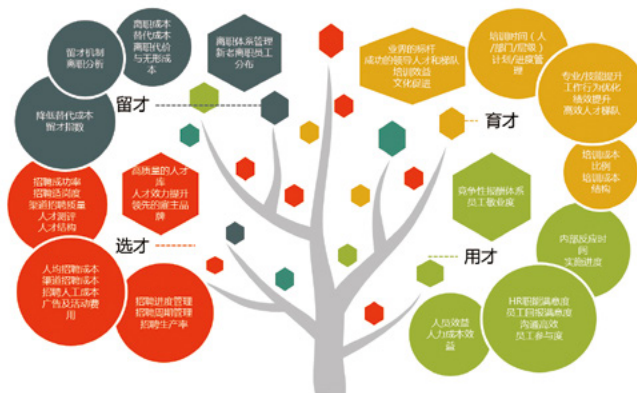 离职成本
替代成本
离职代价
与无形成
本
留才机制
离职分析
离职体系管理
新老离职员工
分布
降低替代成本
留才指数
留才
业界的标杆
成功的领导人才和梯队
培训效益
文化促进
培训时间（人
/部门/层级）
计划/进度管
理
专业/技能提升
工作行为优化
绩效提升
高效人才梯队
育才
培训成本
比例
培训成本
结构
招聘成功率
招聘适岗度
渠道招聘质量
人才测评
人才结构
高质量的人才
库
人才效力提升
领先的雇主品
牌
选才
人均招聘成本
渠道招聘成本
招聘人工成本
广告及活动费
用
招聘进度管理
招聘周期管理
招聘生产率
竞争性报酬体系
员工敬业度
用才
内部反应时
间
实施进度
HR职能满意度
员工回报满意度
沟通高效
员工参与度
人员效益
人力成本效
益